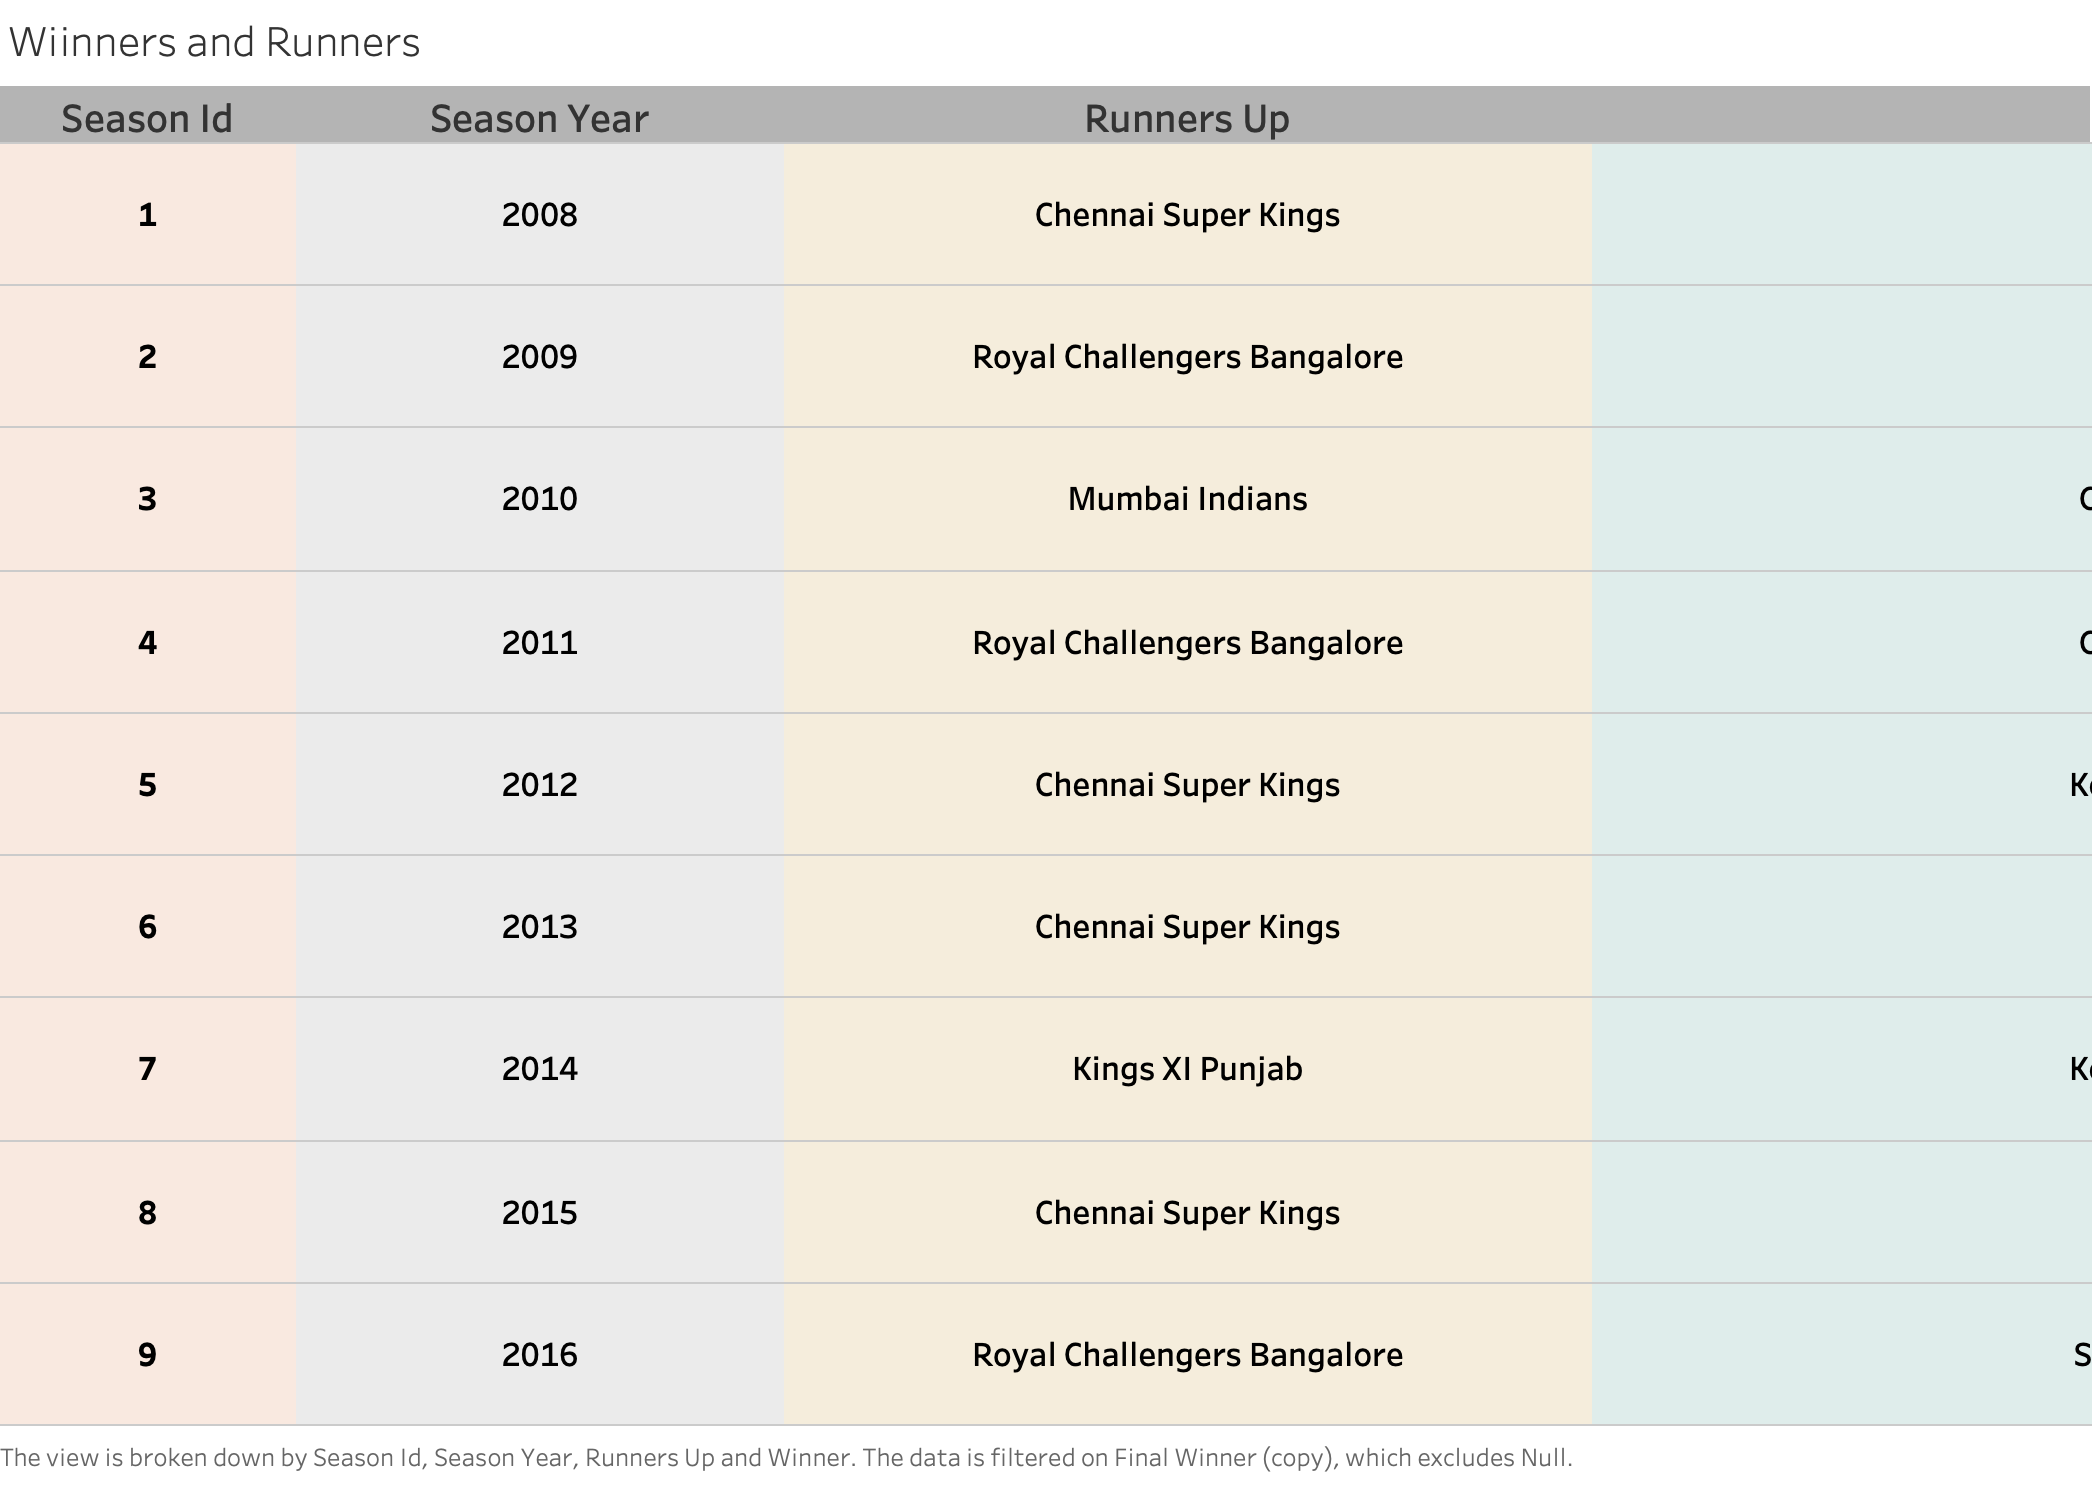 Wiinners and Runners
Season Id Season Year Runners Up
1 2008 Chennai Super Kings
2 2009 Royal Challengers Bangalore
3 2010 Mumbai Indians
4 2011 Royal Challengers Bangalore
5 2012 Chennai Super Kings
6 2013 Chennai Super Kings
7 2014 Kings XI Punjab
8 2015 Chennai Super Kings
9 2016 Royal Challengers Bangalore
The view is broken down by Season Id, Season Year, Runners Up and Winner. The data is filtered on Final Winner (copy), which excludes Null.